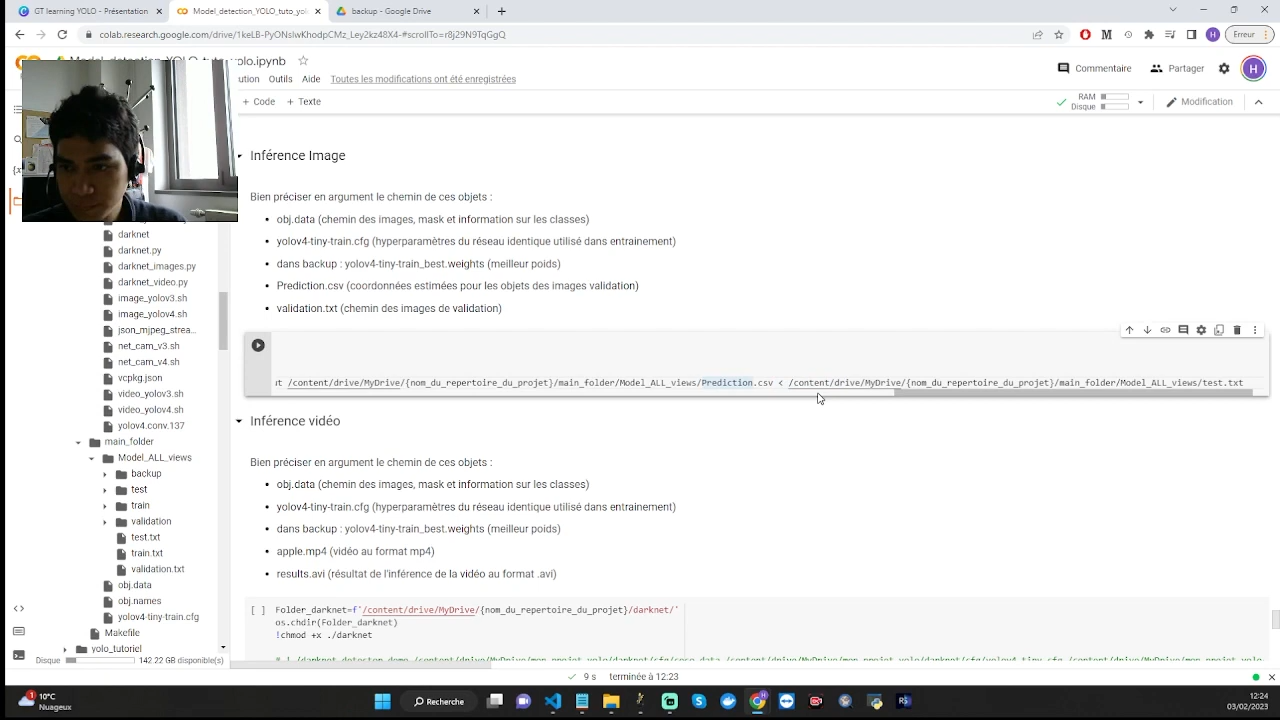 GT learning YOLO - Présentation
Model_detection_YOLO_tuto_yol
backup - Google Drive
colab.research.google.com/drive/1keLB-PyONsIwKhodpCMz_Ley2kz48X4-#scrollTo=r8j29N9TqGgQ
Erreur
olo.ipynb
ution Outils Aide Toutes les modifications ont été enregistrées
Commentaire
Partager
H
+ Code + Texte
RAM
Disque
Modification
Inférence Image
Bien préciser en argument le chemin de ces objets :
• obj.data (chemin des images, mask et information sur les classes)
• yolov4-tiny-train.cfg (hyperparamètres du réseau identique utilisé dans entrainement)
• dans backup : yolov4-tiny-train_best.weights (meilleur poids)
• Prediction.csv (coordonnées estimées pour les objets des images validation)
• validation.txt (chemin des images de validation)
ut /content/drive/MyDrive/{nom_du_repertoire_du_projet}/main_folder/Model_ALL_views/Prediction.csv < /content/drive/MyDrive/{nom_du_repertoire_du_projet}/main_folder/Model_ALL_views/test.txt
Inférence vidéo
Bien préciser en argument le chemin de ces objets :
• obj.data (chemin des images, mask et information sur les classes)
• yolov4-tiny-train.cfg (hyperparamètres du réseau identique utilisé dans entrainement)
• dans backup : yolov4-tiny-train_best.weights (meilleur poids)
• apple.mp4 (vidéo au format mp4)
• results.avi (résultat de l'inférence de la vidéo au format .avi)
[ ] Folder_darknet=f'/content/drive/MyDrive/{nom_du_repertoire_du_projet}/darknet/'
os.chdir(Folder_darknet)
!chmod +x ./darknet
darknet
darknet.py
darknet_images.py
darknet_video.py
image_yolov3.sh
image_yolov4.sh
json_mjpeg_strea...
net_cam_v3.sh
net_cam_v4.sh
vcpkg.json
video_yolov3.sh
video_yolov4.sh
yolov4.conv.137
main_folder
Model_ALL_views
backup
test
train
validation
test.txt
train.txt
validation.txt
obj.data
obj.names
yolov4-tiny-train.cfg
Makefile
yolo_tutoriel
Disque 142.22 GB disponible(s)
9 s terminée à 12:23
1
10°C
Nuageux
Recherche
12:24
03/02/2023